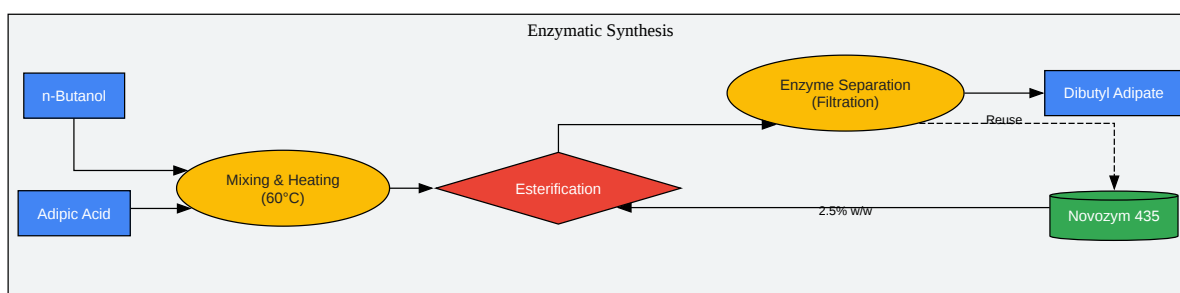 Enzymatic Synthesis
n-Butanol
Adipic Acid
Mixing & Heating
(60°C)
Esterification
Enzyme Separation
(Filtration)
Dibutyl Adipate
Reuse
Novozym 435
2.5% w/w